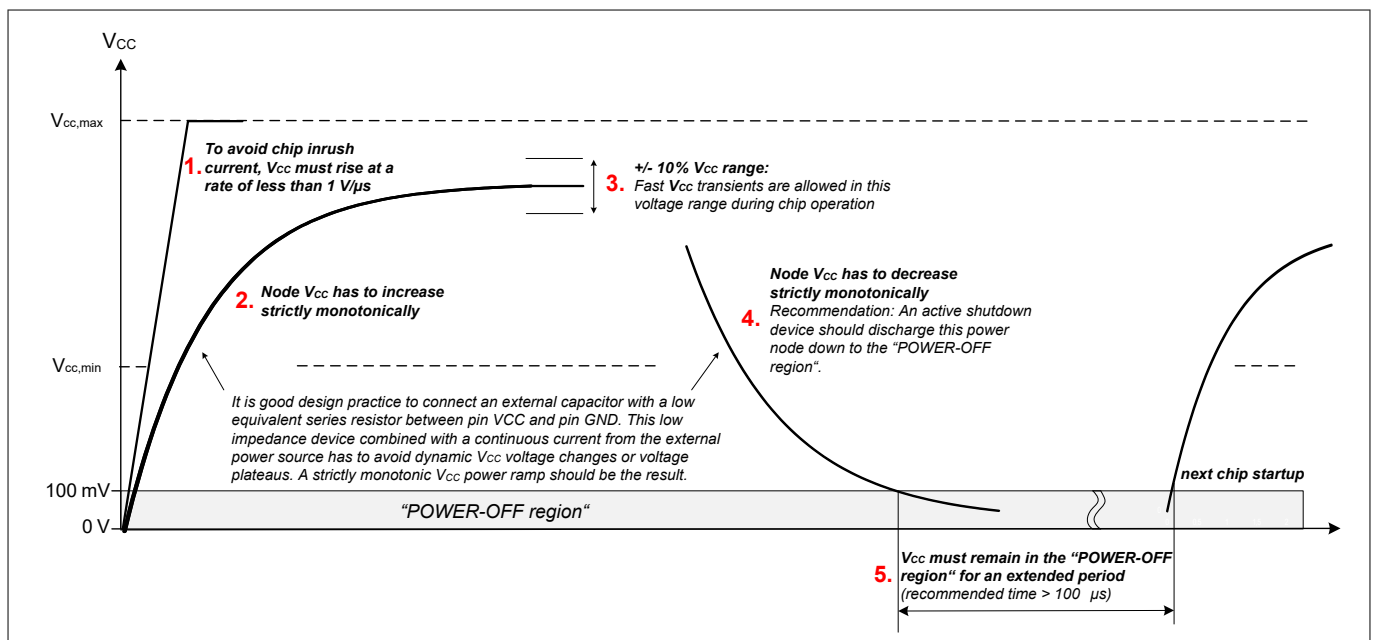 VCC
Vcc,max
1.
To avoid chip inrush
current, VCC must rise at a
rate of less than 1 V/µs
3.
+/- 10% VCC range:
Fast VCC transients are allowed in this
voltage range during chip operation
2.
Node VCC has to increase
strictly monotonically
4.
Node VCC has to decrease
strictly monotonically
Recommendation: An active shutdown
device should discharge this power
node down to the “POWER-OFF
region“.
Vcc,min
It is good design practice to connect an external capacitor with a low
equivalent series resistor between pin VCC and pin GND. This low
impedance device combined with a continuous current from the external
power source has to avoid dynamic VCC voltage changes or voltage
plateaus. A strictly monotonic VCC power ramp should be the result.
next chip startup
100 mV
“POWER-OFF region“
0 V
5.
VCC must remain in the “POWER-OFF
region“ for an extended period
(recommended time > 100 µs)